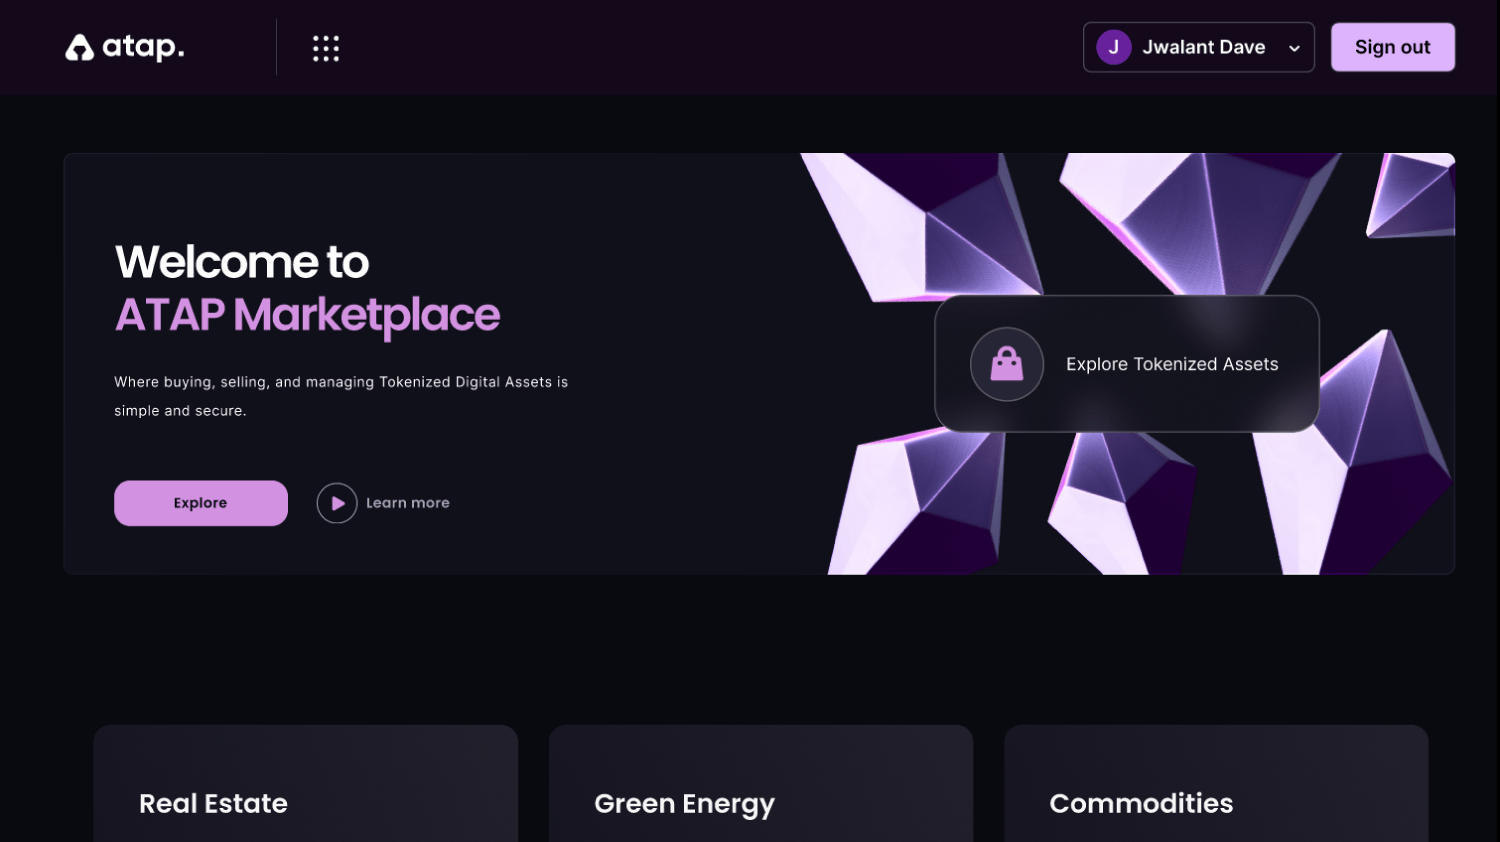 atap.
J
Jwalant Dave
Sign out
Welcome to
ATAP Marketplace
Where buying, selling, and managing Tokenized Digital Assets is
simple and secure.
Explore
Learn more
Explore Tokenized Assets
Real Estate
Green Energy
Commodities